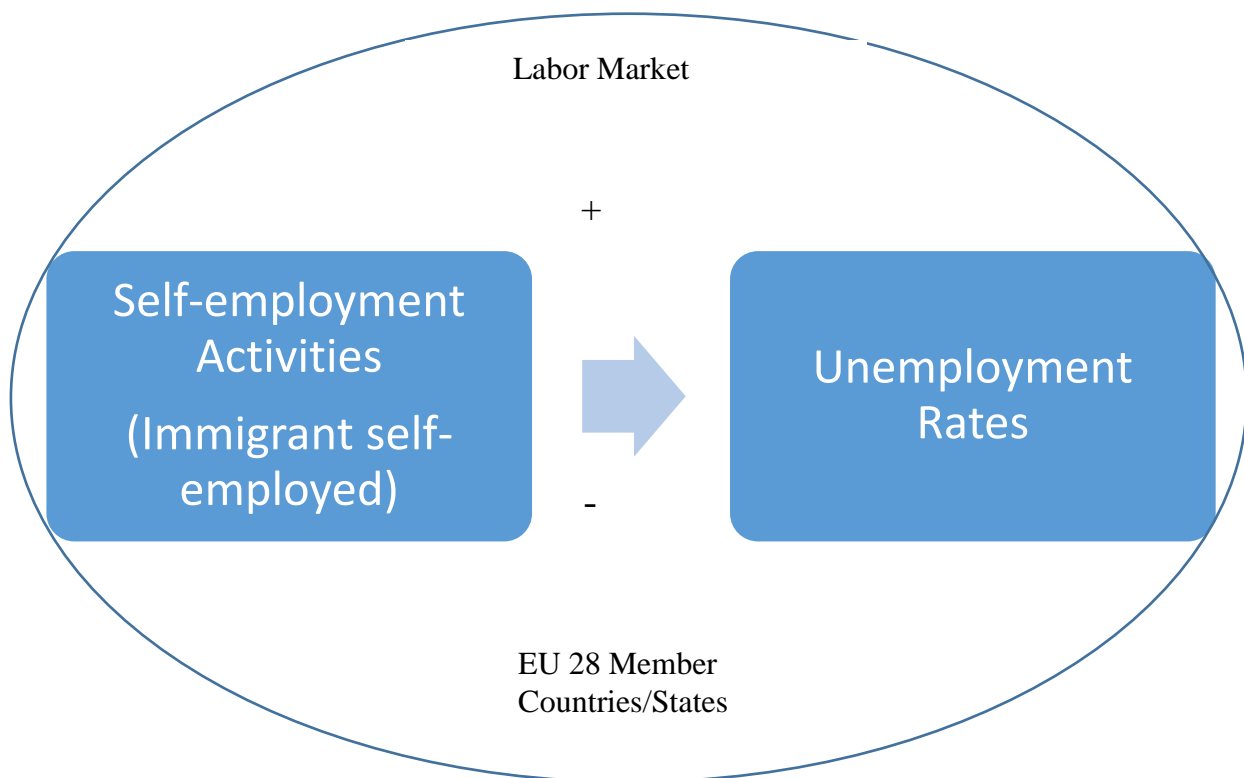 Labor Market
+
Self-employment
Activities
(Immigrant self-
employed)
Unemployment
Rates
-
EU 28 Member
Countries/States